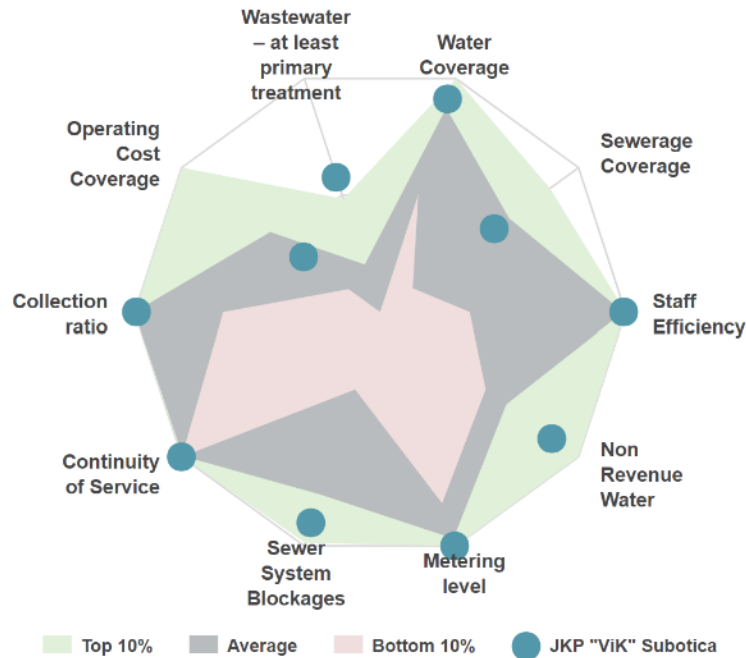 Wastewater
– at least
primary
treatment
Water
Coverage
Operating
Cost
Coverage
Sewerage
Coverage
Collection
ratio
Staff
Efficiency
Continuity
of Service
Non
Revenue
Water
Sewer
System
Blockages
Metering
level
Top 10%
Average
Bottom 10%
JKP "ViK" Subotica